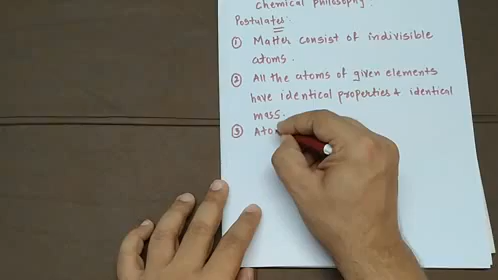 chemical philosophy.
Postulates:
① Matter consist of indivisible
atoms.
② All the atoms of given elements
have identical properties & identical
mass.
③ Ato